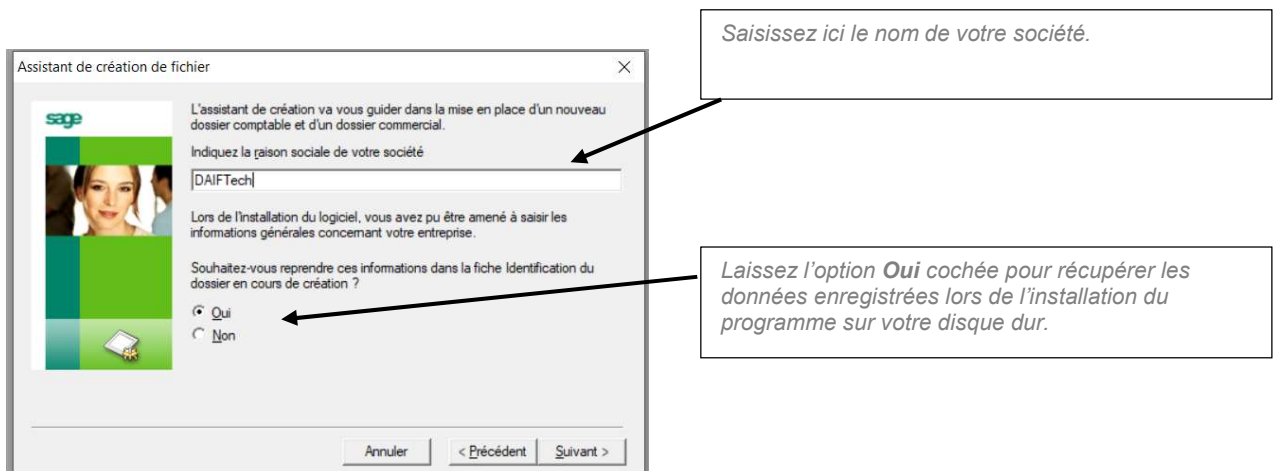 Saisissez ici le nom de votre société.
Assistant de création de fichier
sage
L'assistant de création va vous guider dans la mise en place d'un nouveau
dossier comptable et d'un dossier commercial.
Indiquez la raison sociale de votre société
DAIFTech
Lors de l'installation du logiciel, vous avez pu être amené à saisir les
informations générales concernant votre entreprise.
Souhaitez-vous reprendre ces informations dans la fiche Identification du
dossier en cours de création ?
Oui
Non
Laissez l'option Oui cochée pour récupérer les
données enregistrées lors de l'installation du
programme sur votre disque dur.
Annuler
< Précédent
Suivant >